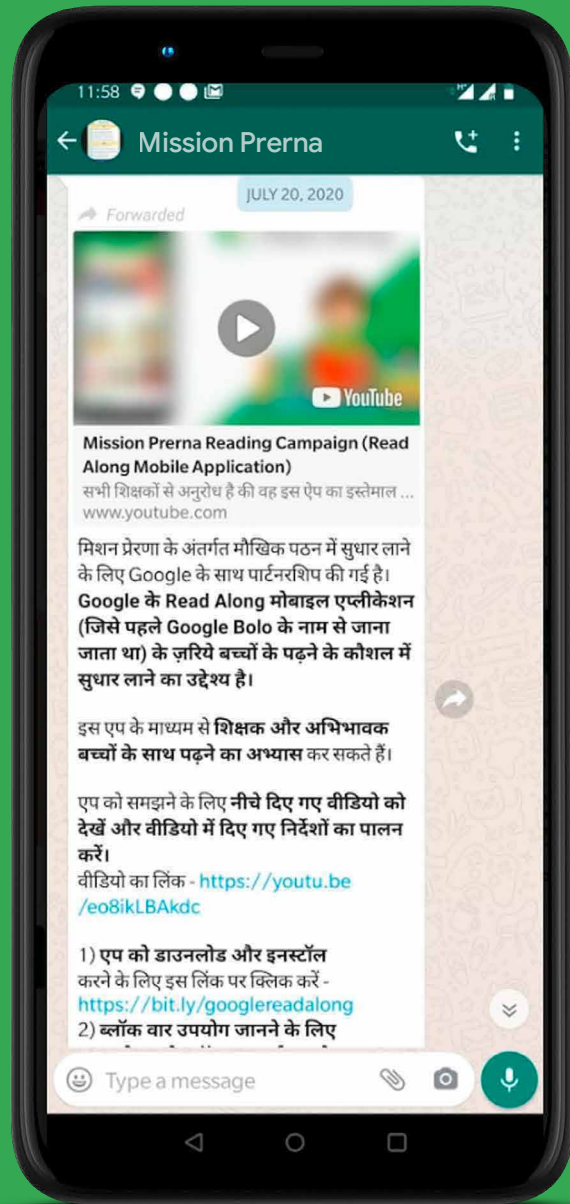 11:58
Mission Prerna
JULY 20, 2020
Forwarded
YouTube
Mission Prerna Reading Campaign (Read
Along Mobile Application)
सभी शिक्षकों से अनुरोध है की वह इस ऐप का इस्तेमाल ...
www.youtube.com
मिशन प्रेरणा के अंतर्गत मौखिक पठन में सुधार लाने
के लिए Google के साथ पार्टनरशिप की गई है।
Google के Read Along मोबाइल एप्लीकेशन
(जिसे पहले Google Bolo के नाम से जाना
जाता था) के ज़रिये बच्चों के पढ़ने के कौशल में
सुधार लाने का उद्देश्य है।
इस एप के माध्यम से शिक्षक और अभिभावक
बच्चों के साथ पढ़ने का अभ्यास कर सकते हैं।
एप को समझने के लिए नीचे दिए गए वीडियो को
देखें और वीडियो में दिए गए निर्देशों का पालन
करें।
वीडियो का लिंक - https://youtu.be
/eo8ikLBAkdc
1) एप को डाउनलोड और इनस्टॉल
करने के लिए इस लिंक पर क्लिक करें -
https://bit.ly/googlereadalong
2) ब्लॉक वार उपयोग जानने के लिए
Type a message